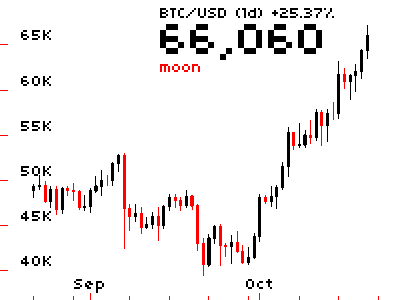 BTC/USD (1d) +25.37%
66,060
moon
65K
60K
55K
50K
45K
40K
Sep Oct